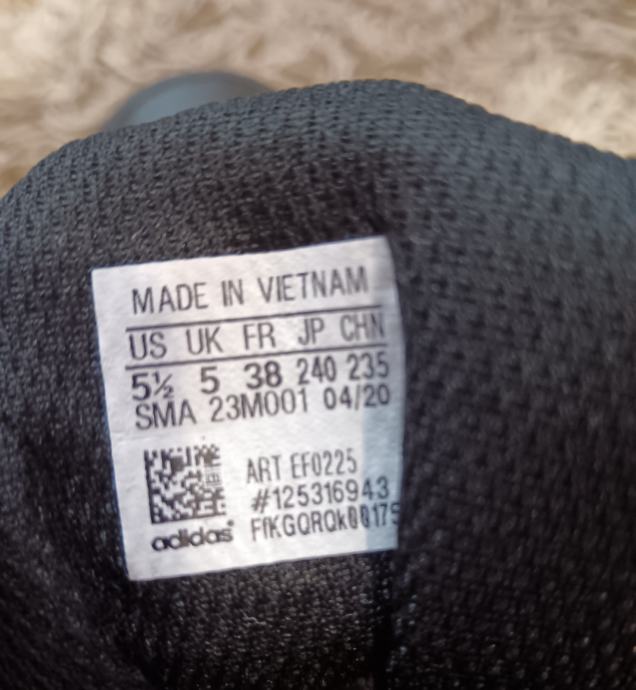 MADE IN VIETNAM
US UK FR JP CHN
5½ 5 38 240 235
SMA 23M001 04/20
ART EF0225
#125316943
adidas